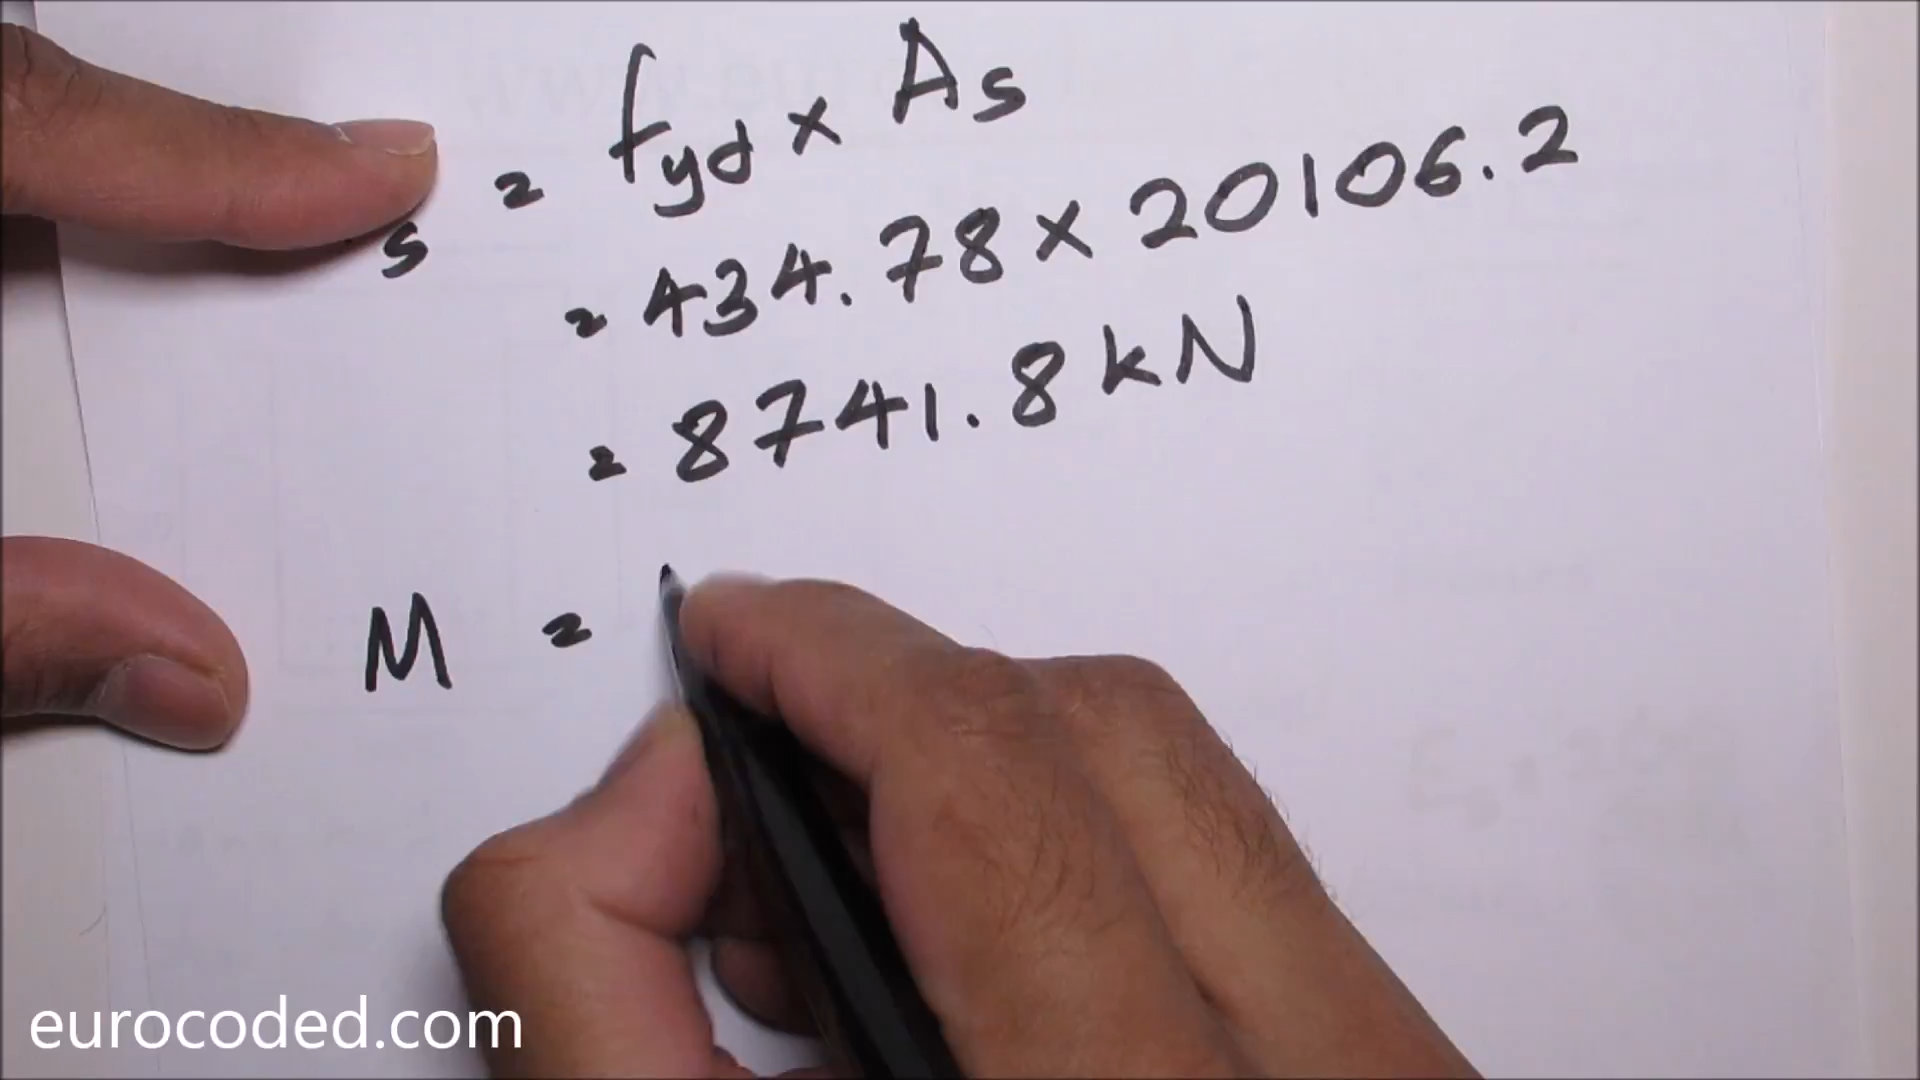 s = fyd x As
= 434.78 x 20106.2
= 8741.8 kN
M =
eurocoded.com